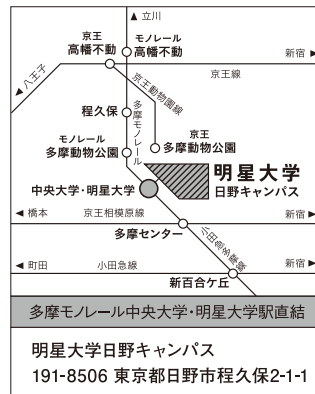 ▲立川
京王
高幡不動
モノレール
高幡不動
新宿▶
京王線
◀八王子
京王動物園線
程久保
多摩モノレール
モノレール
多摩動物公園
京王
多摩動物公園
明星大学
日野キャンパス
中央大学・明星大学
◀橋本
京王相模原線
新宿▶
多摩センター
小田急多摩線
◀町田
小田急線
新宿▶
新百合ケ丘
多摩モノレール中央大学・明星大学駅直結
明星大学日野キャンパス
191-8506 東京都日野市程久保2-1-1